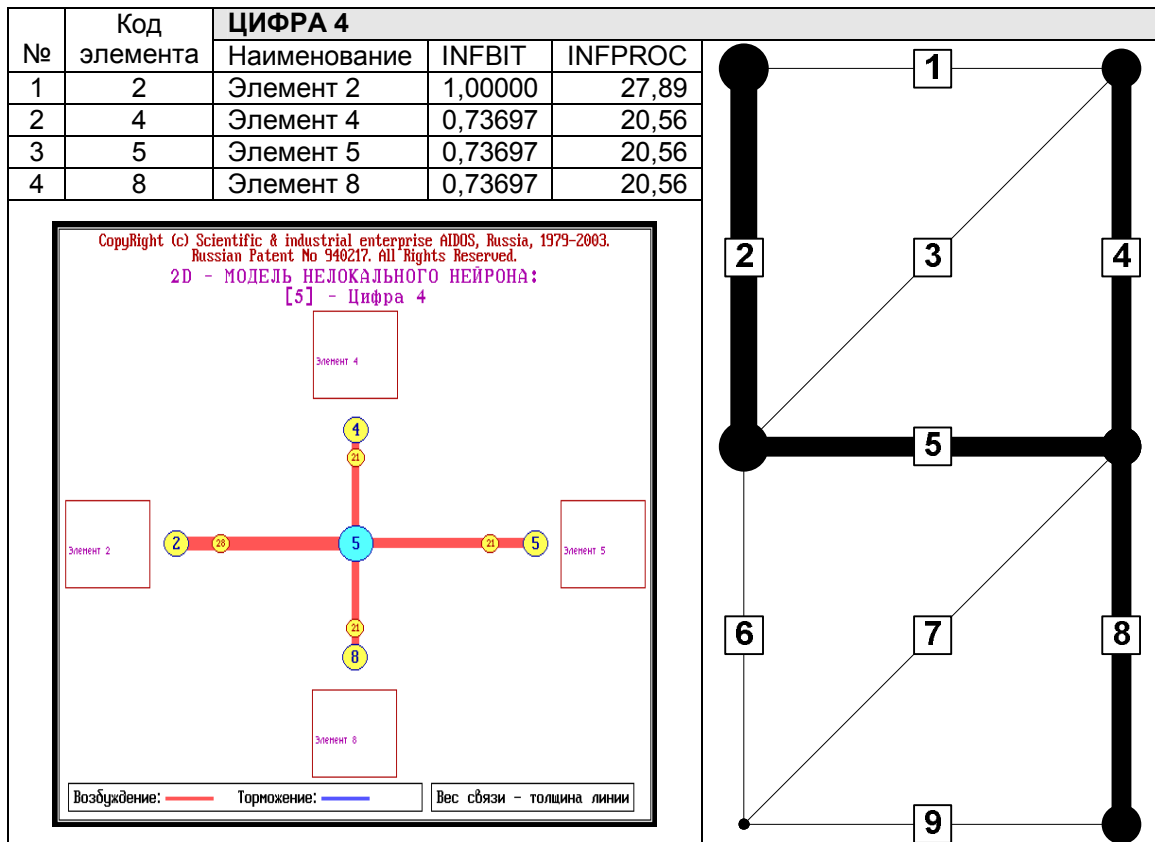 № Код элемента ЦИФРА 4
Наименование INFBIT INFPROC
1 2 Элемент 2 1,00000 27,89
2 4 Элемент 4 0,73697 20,56
3 5 Элемент 5 0,73697 20,56
4 8 Элемент 8 0,73697 20,56
CopyRight (c) Scientific & industrial enterprise AIDOS, Russia, 1979-2003.
Russian Patent No 940217. All Rights Reserved.
2D - МОДЕЛЬ НЕЛОКАЛЬНОГО НЕЙРОНА:
[5] - Цифра 4
Элемент 4
4
21
Элемент 2
2
28
5
21
5
Элемент 5
21
8
Элемент 8
Возбуждение: Торможение: Вес связи - толщина линии
1
2 3 4
5
6 7 8
9